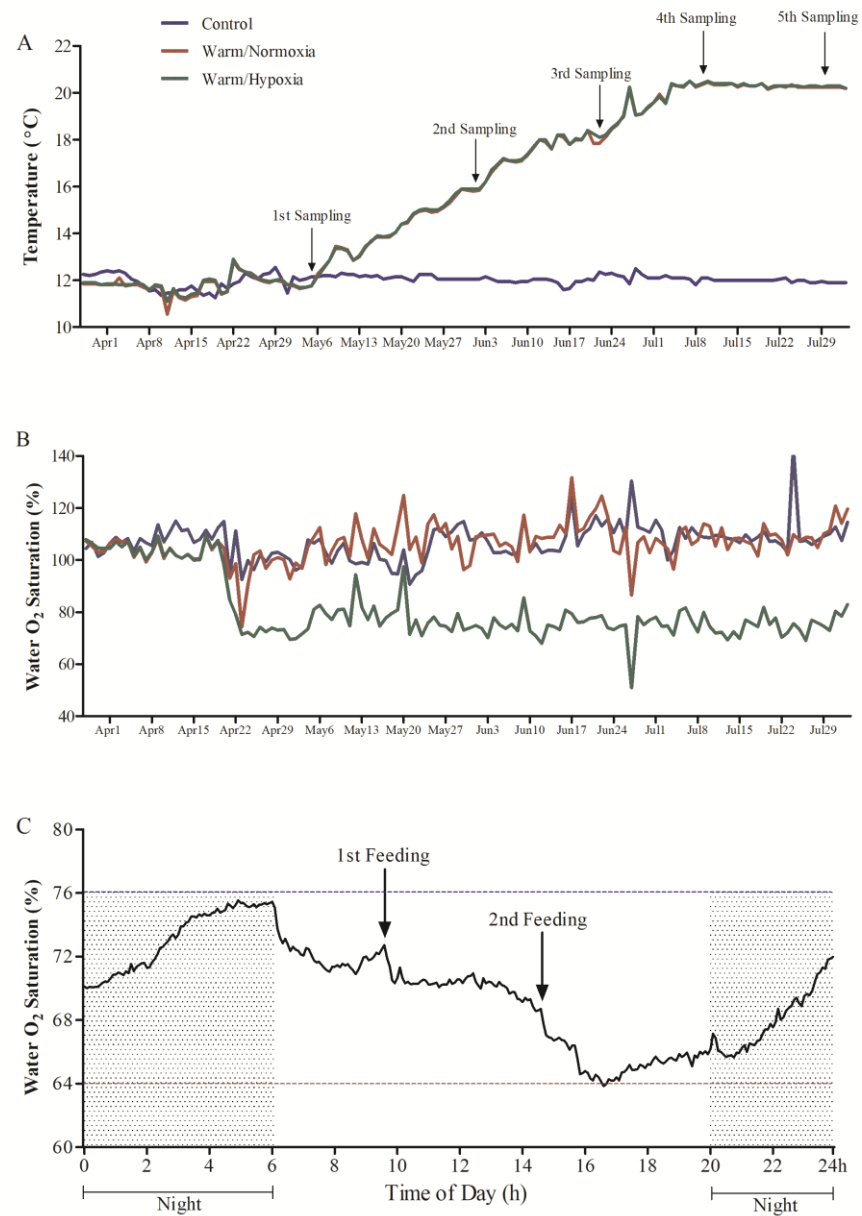 Control
Warm/Normoxia
Warm/Hypoxia
A
4th Sampling
5th Sampling
3rd Sampling
2nd Sampling
1st Sampling
Temperature (°C)
22
20
18
16
14
12
10
Apr1 Apr8 Apr15 Apr22 Apr29 May6 May13 May20 May27 Jun3 Jun10 Jun17 Jun24 Jul1 Jul8 Jul15 Jul22 Jul29
B
Water O2 Saturation (%)
140
120
100
80
60
40
Apr1 Apr8 Apr15 Apr22 Apr29 May6 May13 May20 May27 Jun3 Jun10 Jun17 Jun24 Jul1 Jul8 Jul15 Jul22 Jul29
C
Water O2 Saturation (%)
80
76
72
68
64
60
1st Feeding
2nd Feeding
0 2 4 6 8 10 12 14 16 18 20 22 24h
Night
Time of Day (h)
Night